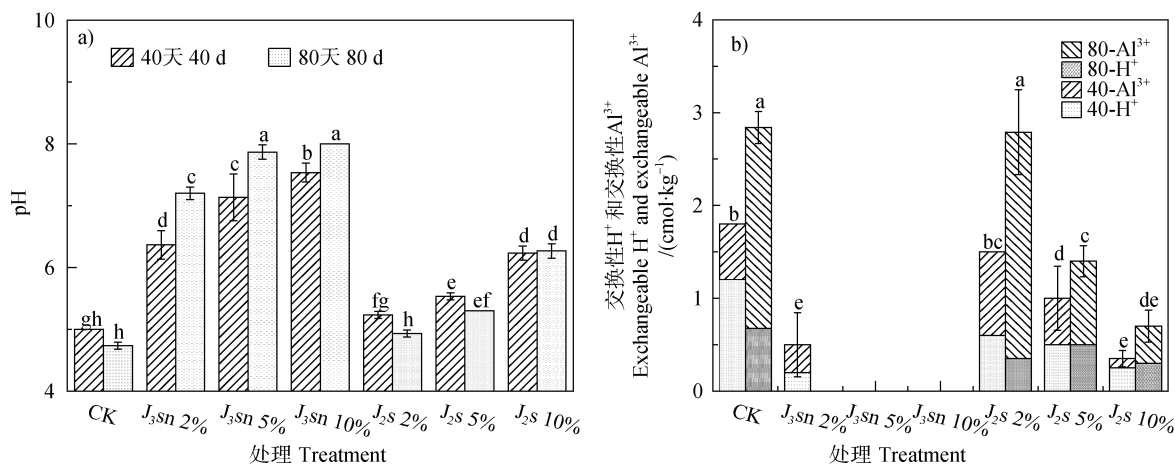 a)
40天 40 d
80天 80 d
10
8
6
4
pH
gh
h
d
c
c
a
b
a
fg
h
e
ef
d
d
CK
J₃sn 2%
J₃sn 5%
J₃sn 10%
J₂s 2%
J₂s 5%
J₂s 10%
处理 Treatment
b)
80-Al³⁺
80-H⁺
40-Al³⁺
40-H⁺
交换性H⁺和交换性Al³⁺
Exchangeable H⁺ and exchangeable Al³⁺
/(cmol·kg⁻¹)
4
3
2
1
0
b
a
e
bc
a
d
c
e
de
CK
J₃sn 2%
J₃sn 5%
J₃sn 10%
J₂s 2%
J₂s 5%
J₂s 10%
处理 Treatment